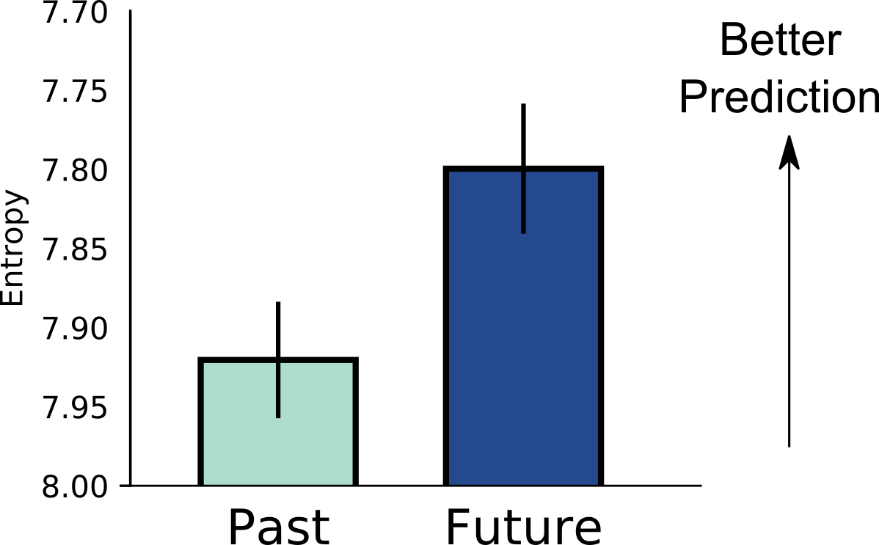 7.70
7.75
7.80
7.85
7.90
7.95
8.00
Entropy
Past
Future
Better
Prediction